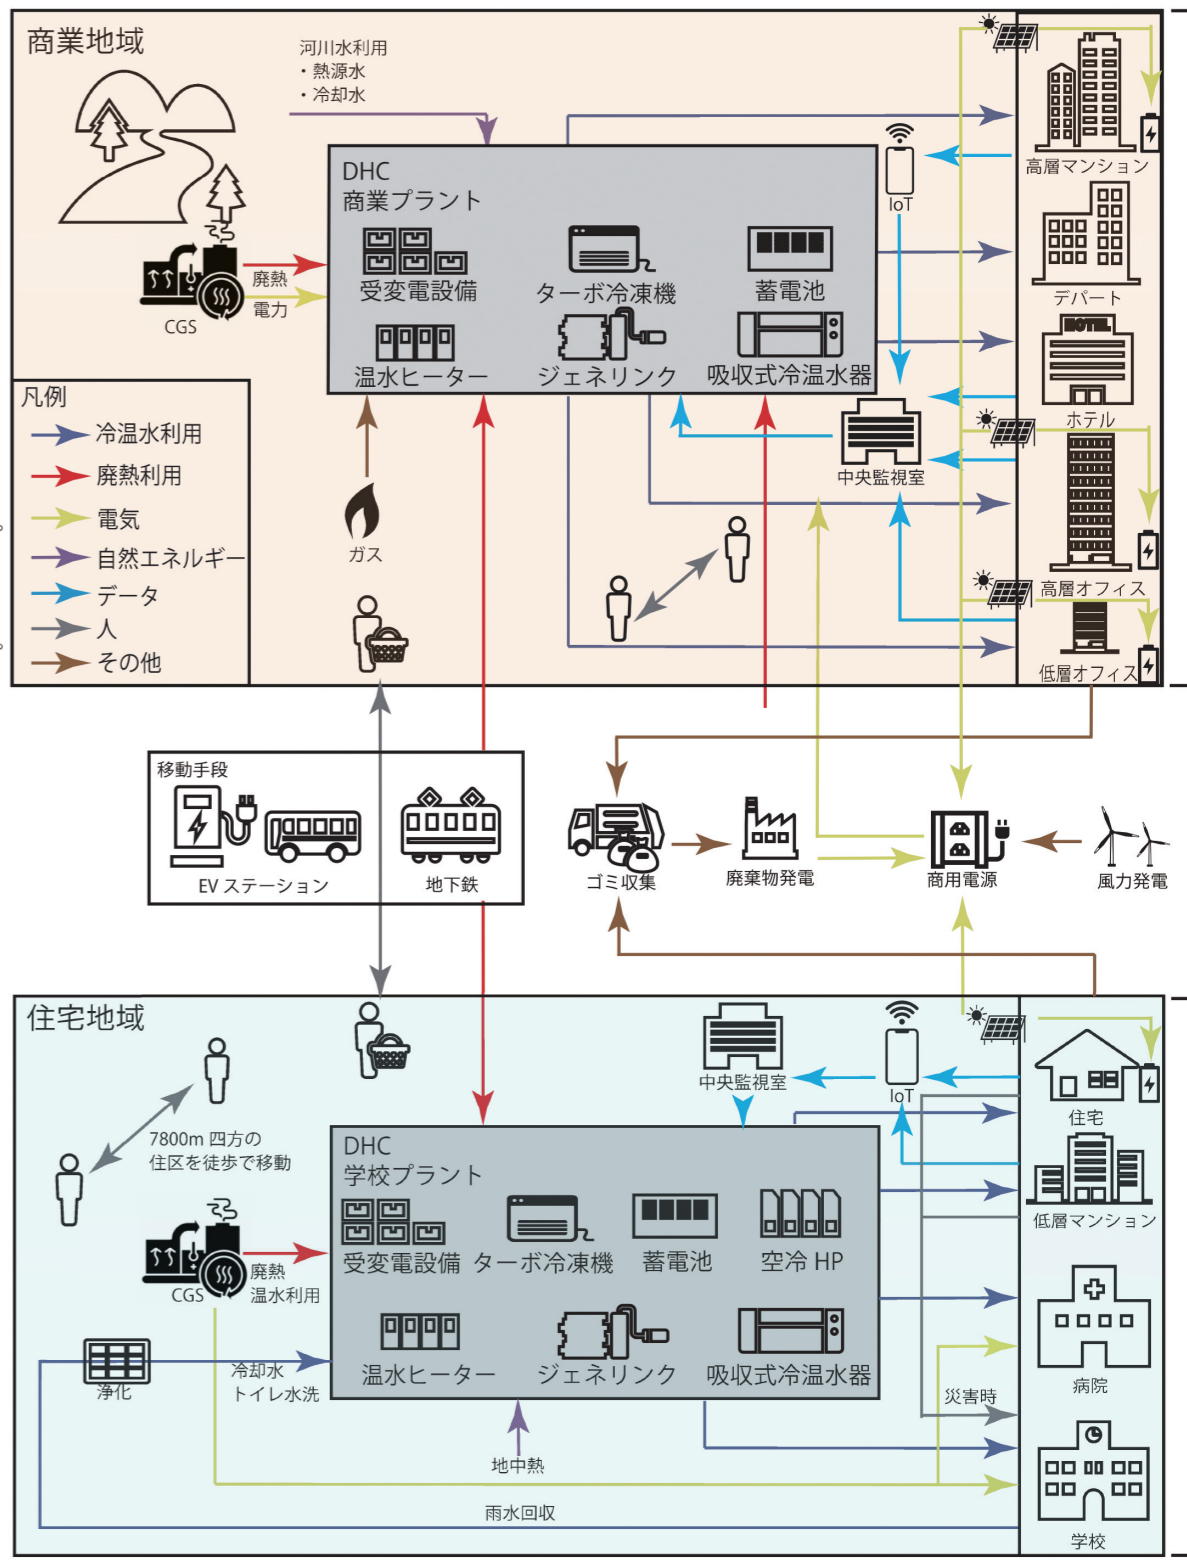 商業地域
河川水利用
・熱源水
・冷却水
DHC
商業プラント
受変電設備
ターボ冷凍機
蓄電池
温水ヒーター
ジェネリンク
吸収式冷温水器
廃熱
電力
CGS
IoT
高層マンション
デパート
HOTEL
ホテル
中央監視室
高層オフィス
低層オフィス
ガス
凡例
冷温水利用
廃熱利用
電気
自然エネルギー
データ
人
その他
。
。
移動手段
EV ステーション
地下鉄
ゴミ収集
廃棄物発電
商用電源
風力発電
住宅地域
中央監視室
IoT
住宅
7800m 四方の
住区を徒歩で移動
DHC
学校プラント
受変電設備
ターボ冷凍機
蓄電池
空冷 HP
温水ヒーター
ジェネリンク
吸収式冷温水器
低層マンション
CGS
廃熱
温水利用
浄化
冷却水
トイレ水洗
地中熱
雨水回収
災害時
病院
学校